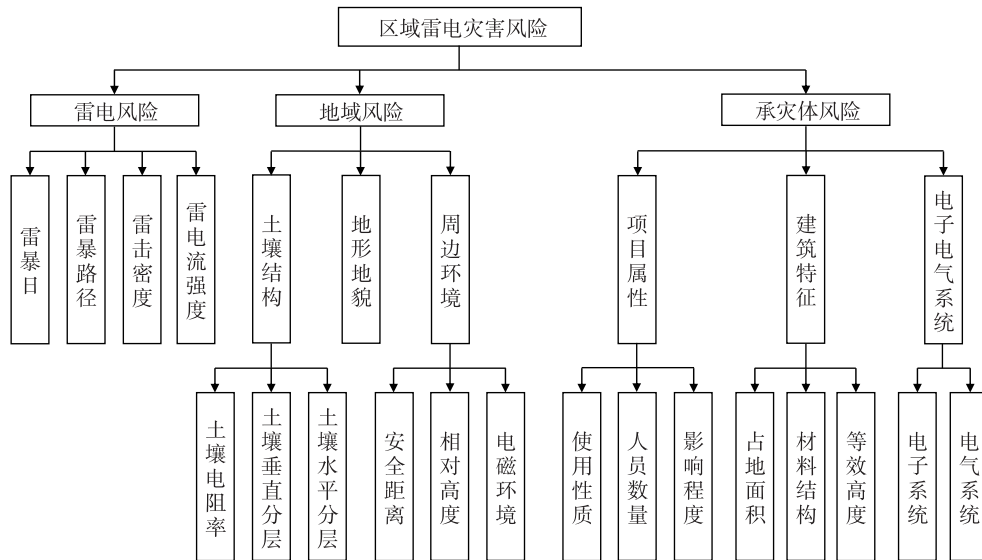 区域雷电灾害风险
雷电风险
地域风险
承灾体风险
雷暴日
雷暴路径
雷击密度
雷电流强度
土壤结构
地形地貌
周边环境
项目属性
建筑特征
电子电气系统
土壤电阻率
土壤垂直分层
土壤水平分层
安全距离
相对高度
电磁环境
使用性质
人员数量
影响程度
占地面积
材料结构
等效高度
电子系统
电气系统